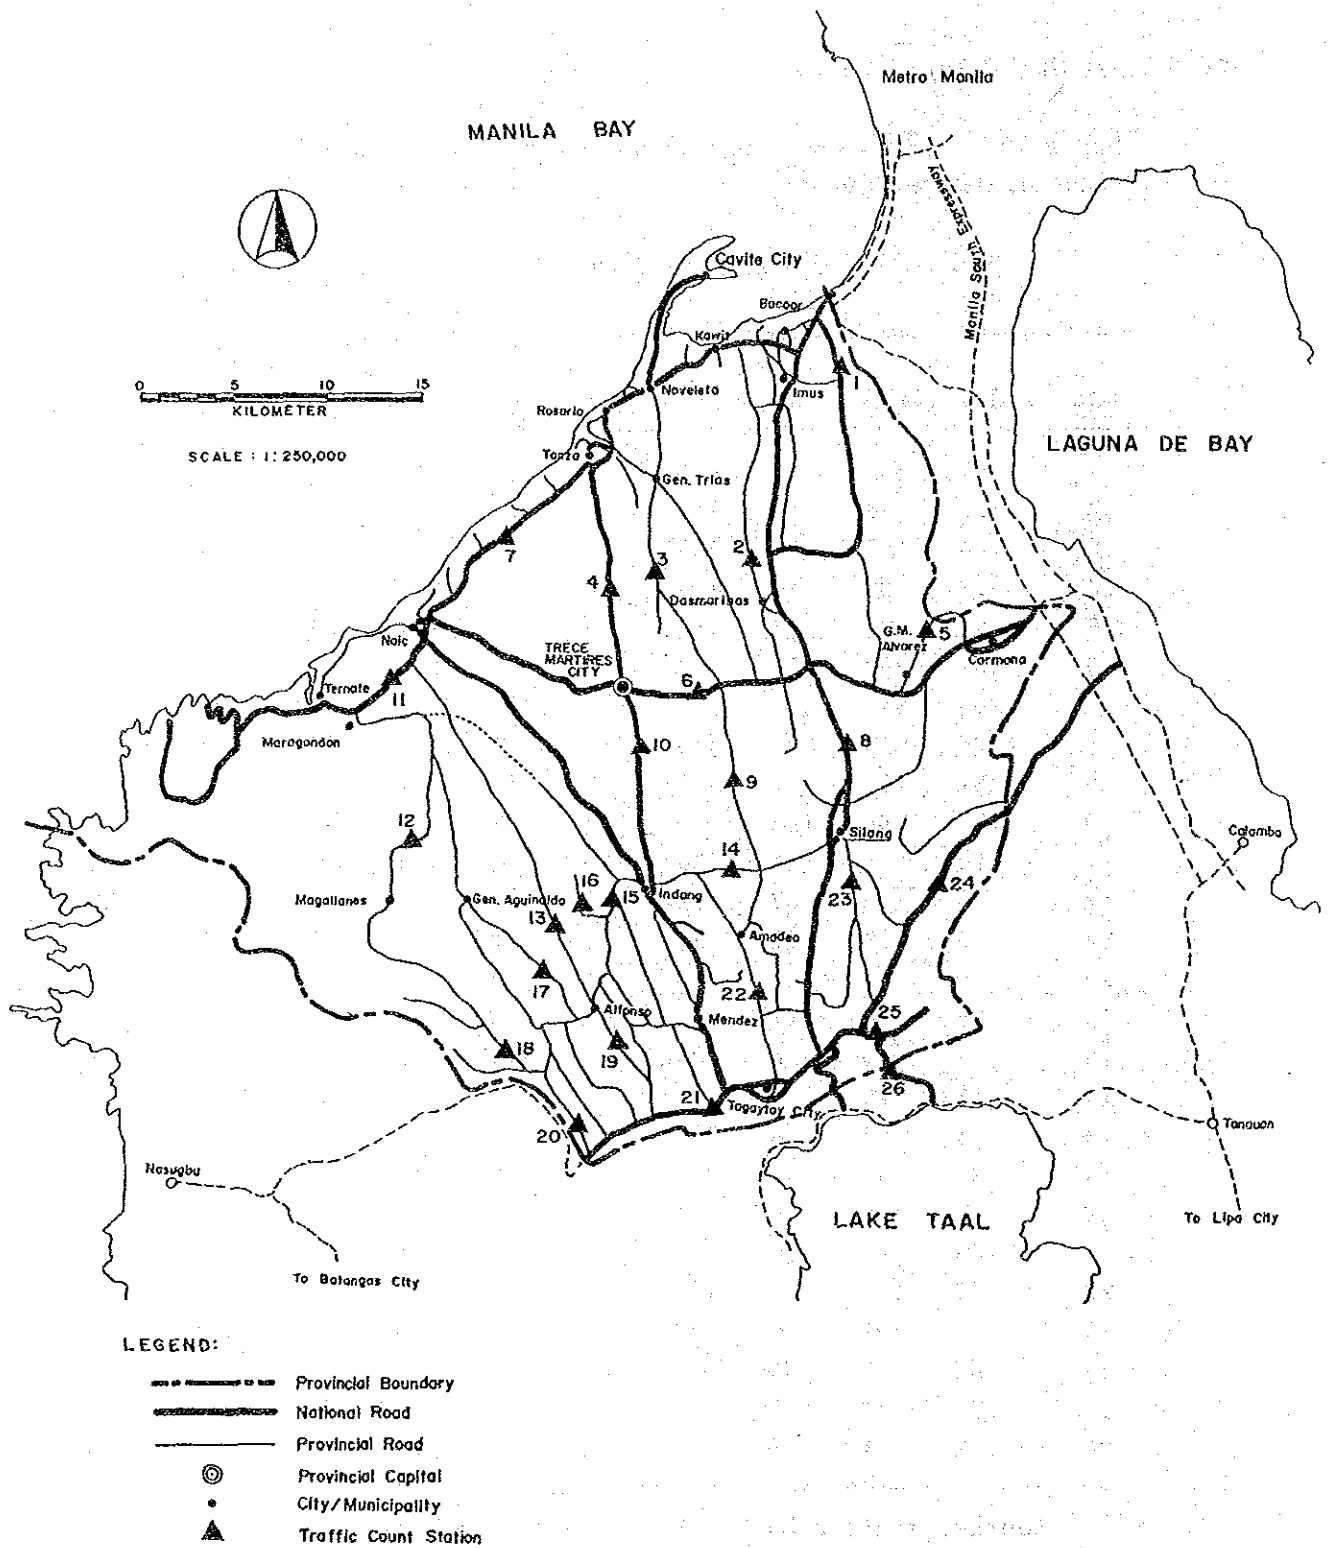 Metro Manila
MANILA BAY
Manila South Expressway
Cavite City
Bacoor
Kawit
1
0 5 10 15
KILOMETER
Noveleta
Imus
Rosario
SCALE : 1: 250,000
LAGUNA DE BAY
Tanza
Gen. Trias
7
2
3
4
Dasmarinas
Naic
G.M.
Alvarez
5
Carmona
TRECE
MARTIRES
CITY
6
Ternate
11
Maragondon
10
8
9
12
Silang
Calamba
14
16
15
Indang
24
Magallanes
Gen. Aguinaldo
23
13
Amadeo
17
22
25
Alfonso
Mendez
18
19
26
21
Tagaytay City
20
Tanauan
Nasugbu
LAKE TAAL
To Lipa City
To Batangas City
LEGEND:
Provincial Boundary
National Road
Provincial Road
Provincial Capital
City/Municipality
Traffic Count Station